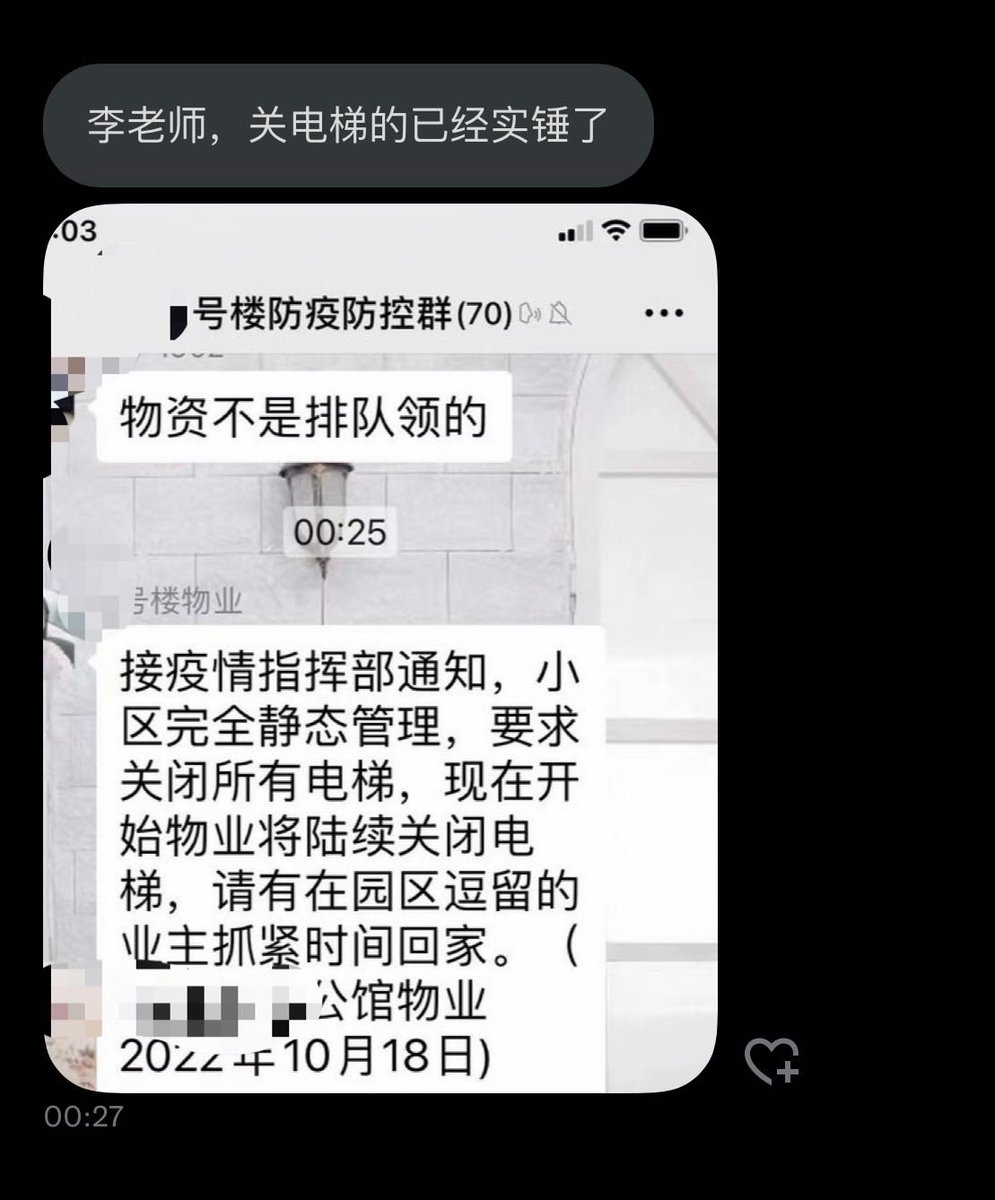 李老师，关电梯的已经实锤了
:03
号楼防疫防控群(70)
物资不是排队领的
00:25
号楼物业
接疫情指挥部通知，小
区完全静态管理，要求
关闭所有电梯，现在开
始物业将陆续关闭电
梯，请有在园区逗留的
业主抓紧时间回家。（
公馆物业
2022年10月18日)
00:27